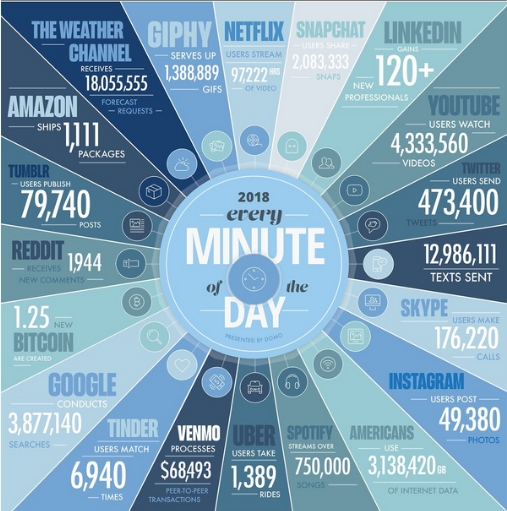 THE WEATHER
CHANNEL
RECEIVES
18,055,555
FORECAST
REQUESTS
GIPHY
SERVES UP
1,388,889
GIFS
NETFLIX
USERS STREAM
97,222 HRS
OF VIDEO
SNAPCHAT
USERS SHARE
2,083,333
SNAPS
LINKEDIN
GAINS
120+
NEW
PROFESSIONALS
YOUTUBE
USERS WATCH
4,333,560
VIDEOS
TWITTER
USERS SEND
473,400
TWEETS
12,986,111
TEXTS SENT
SKYPE
USERS MAKE
176,220
CALLS
INSTAGRAM
USERS POST
49,380
PHOTOS
AMERICANS
USE
3,138,420 GB
OF INTERNET DATA
SPOTIFY
STREAMS OVER
750,000
SONGS
UBER
USERS TAKE
1,389
RIDES
VENMO
PROCESSES
$68,493
PEER-TO-PEER
TRANSACTIONS
TINDER
USERS MATCH
6,940
TIMES
GOOGLE
CONDUCTS
3,877,140
SEARCHES
1.25 NEW
BITCOIN
ARE CREATED
REDDIT
RECEIVES 1,944
NEW COMMENTS
TUMBLR
USERS PUBLISH
79,740
POSTS
AMAZON
SHIPS 1,111
PACKAGES
2018
every
MINUTE
of the
DAY
PRESENTED BY DOMO